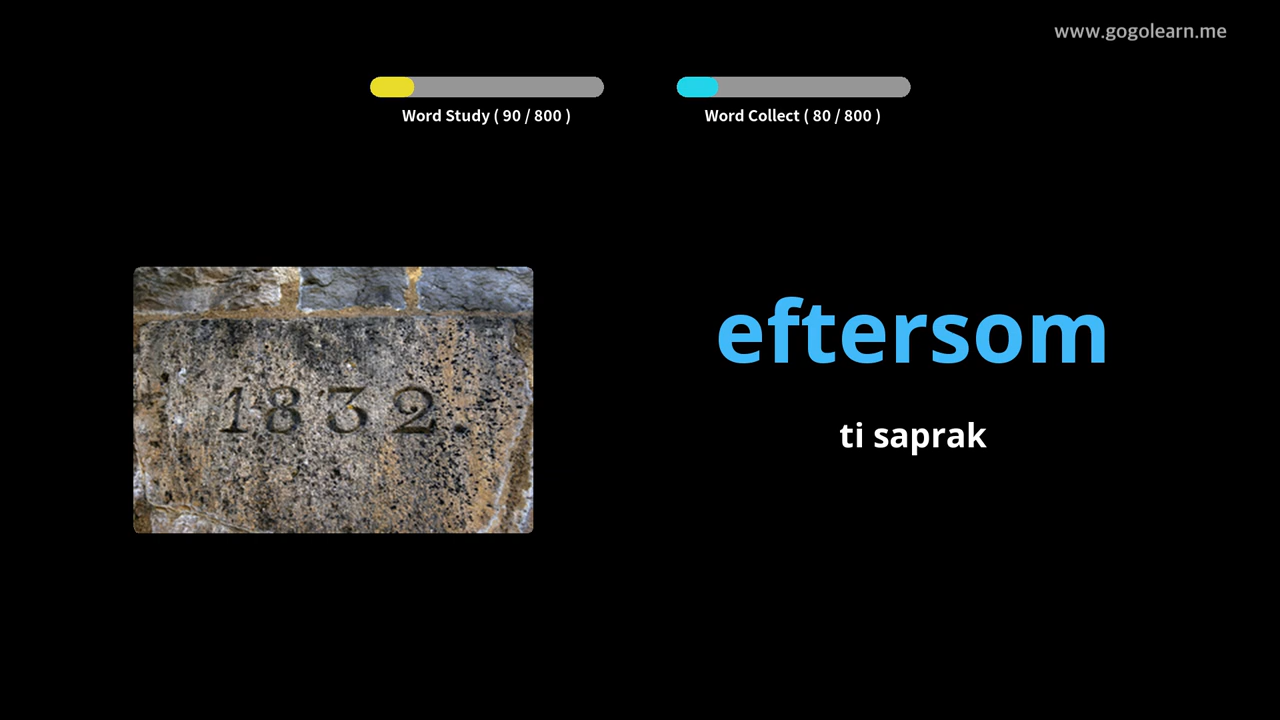 www.gogolearn.me
Word Study ( 90 / 800 )
Word Collect ( 80 / 800 )
1832.
eftersom
ti saprak